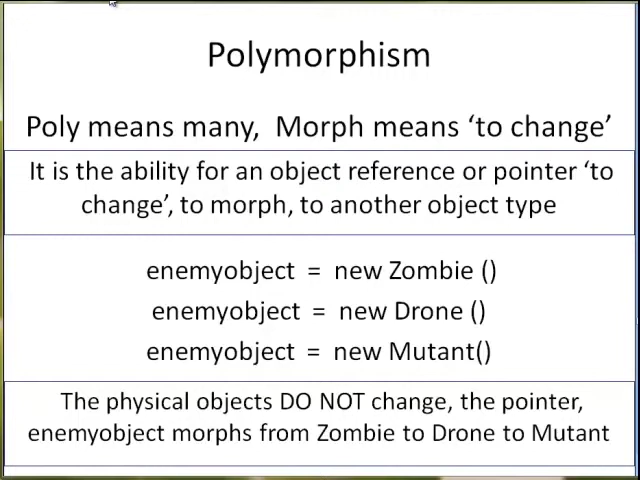 Polymorphism
Poly means many,  Morph means ‘to change’
It is the ability for an object reference or pointer ‘to
change’, to morph, to another object type
enemyobject  =  new Zombie ()
enemyobject  =  new Drone ()
enemyobject  =  new Mutant()
The physical objects DO NOT change, the pointer,
enemyobject morphs from Zombie to Drone to Mutant